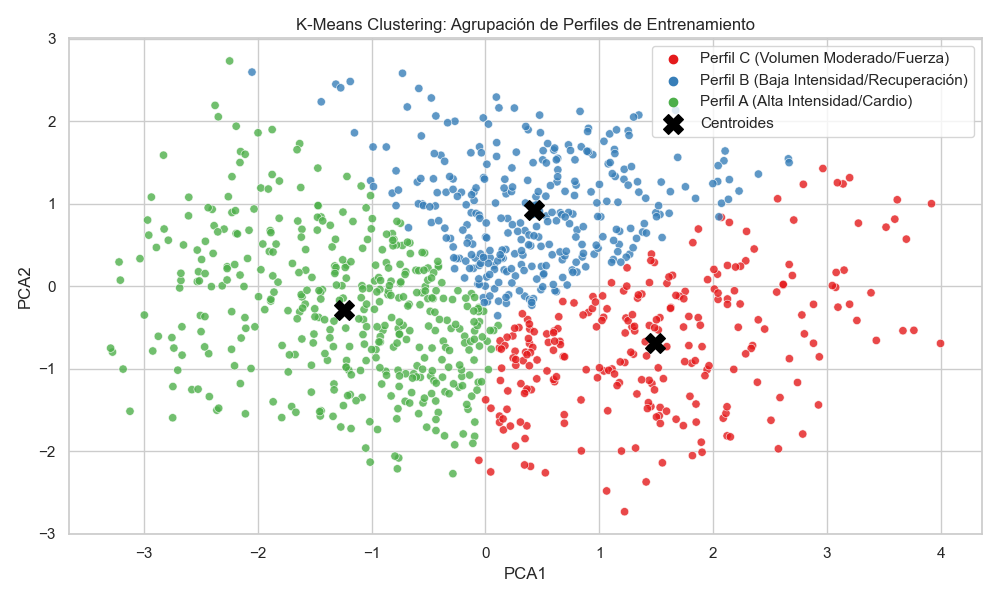 K-Means Clustering: Agrupación de Perfiles de Entrenamiento
Perfil C (Volumen Moderado/Fuerza)
Perfil B (Baja Intensidad/Recuperación)
Perfil A (Alta Intensidad/Cardio)
Centroides
PCA2
3
2
1
0
−1
−2
−3
−3 −2 −1 0 1 2 3 4
PCA1